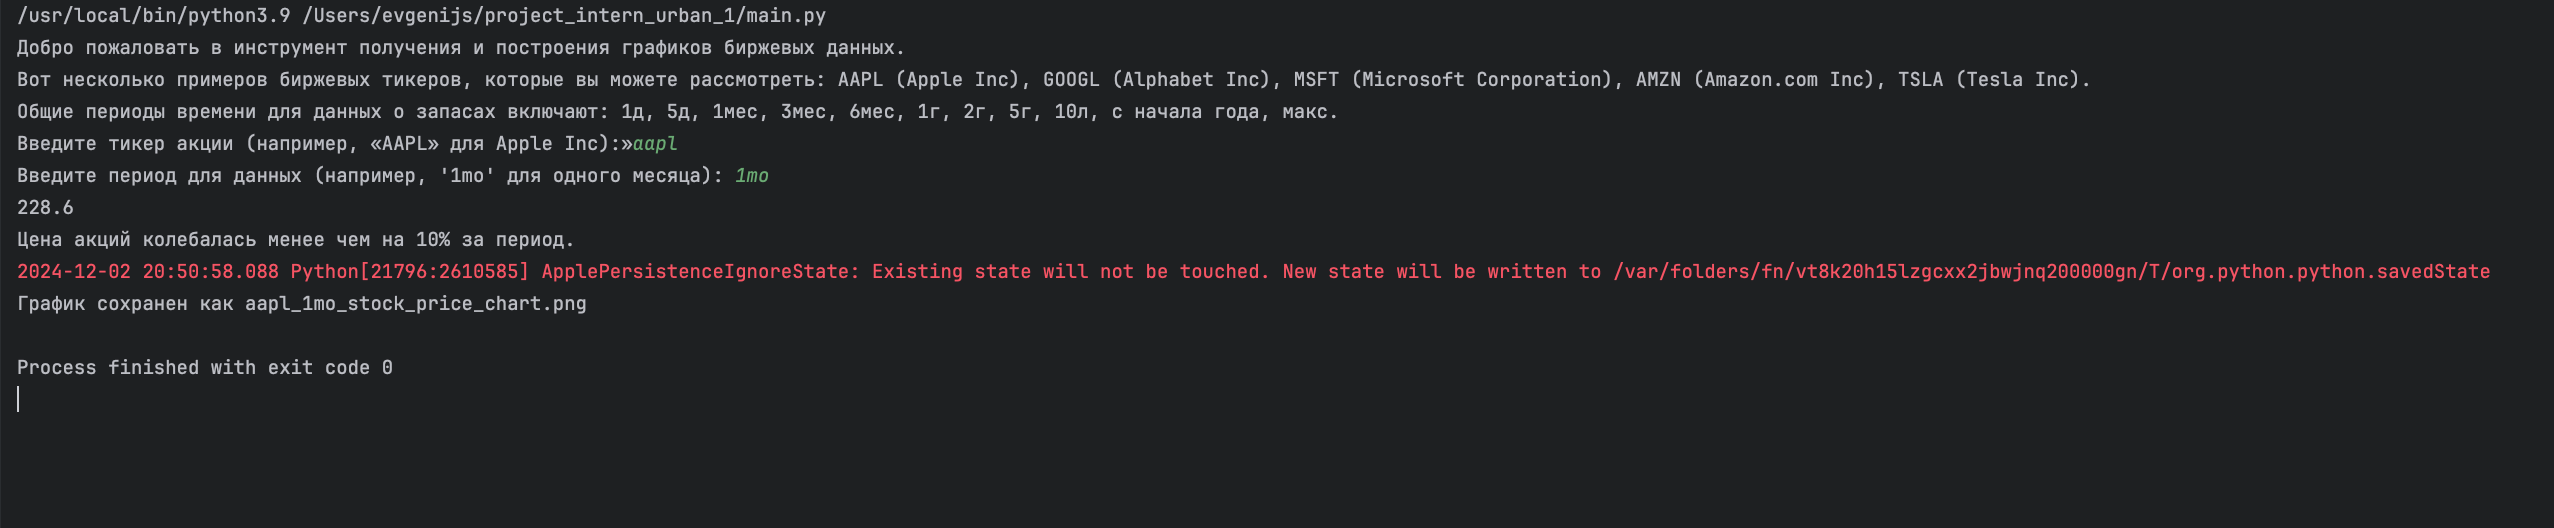 /usr/local/bin/python3.9 /Users/evgenijs/project_intern_urban_1/main.py
Добро пожаловать в инструмент получения и построения графиков биржевых данных.
Вот несколько примеров биржевых тикеров, которые вы можете рассмотреть: AAPL (Apple Inc), GOOGL (Alphabet Inc), MSFT (Microsoft Corporation), AMZN (Amazon.com Inc), TSLA (Tesla Inc).
Общие периоды времени для данных о запасах включают: 1д, 5д, 1мес, 3мес, 6мес, 1г, 2г, 5г, 10л, с начала года, макс.
Введите тикер акции (например, «AAPL» для Apple Inc):»aapl
Введите период для данных (например, '1mo' для одного месяца): 1mo
228.6
Цена акций колебалась менее чем на 10% за период.
2024-12-02 20:50:58.088 Python[21796:2610585] ApplePersistenceIgnoreState: Existing state will not be touched. New state will be written to /var/folders/fn/vt8k20h15lzgcxx2jbwjnq200000gn/T/org.python.python.savedState
График сохранен как aapl_1mo_stock_price_chart.png
Process finished with exit code 0